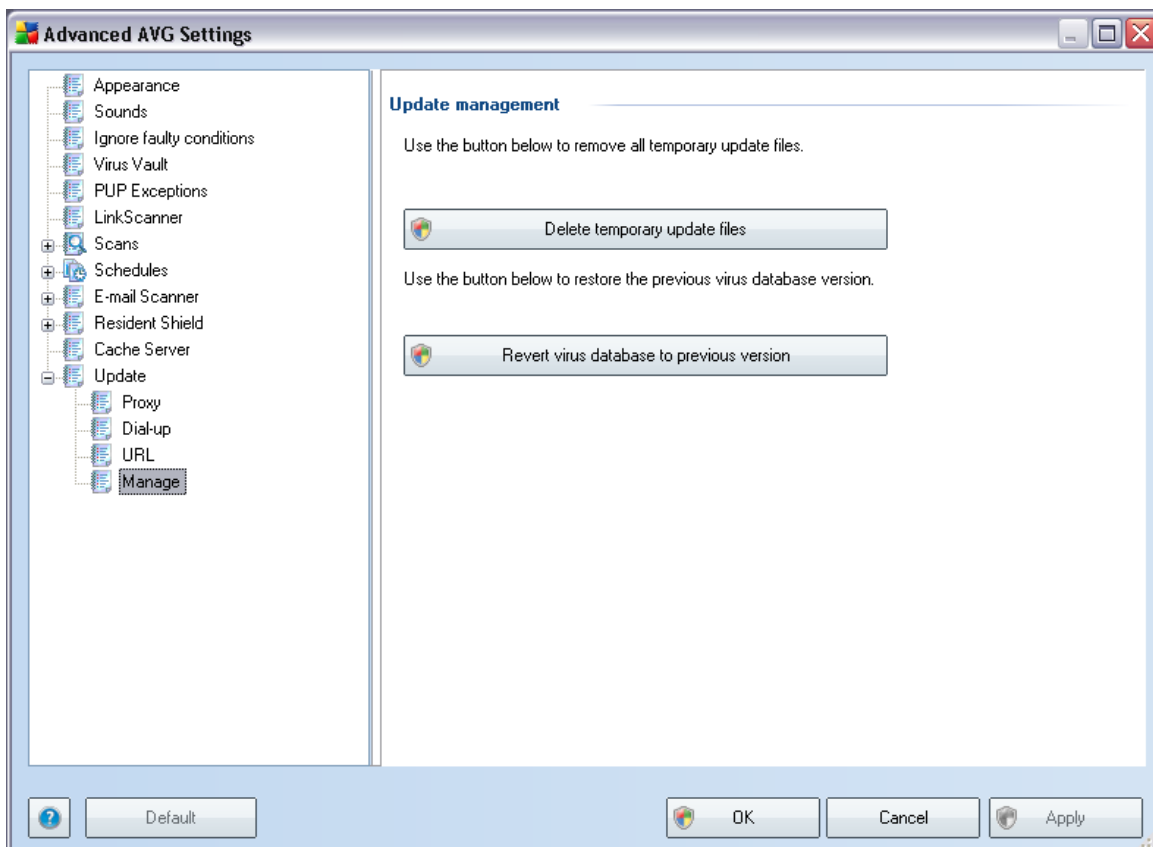 Advanced AVG Settings
Appearance
Sounds
Ignore faulty conditions
Virus Vault
PUP Exceptions
LinkScanner
Scans
Schedules
E-mail Scanner
Resident Shield
Cache Server
Update
Proxy
Dial-up
URL
Manage
Update management
Use the button below to remove all temporary update files.
Delete temporary update files
Use the button below to restore the previous virus database version.
Revert virus database to previous version
?
Default
OK
Cancel
Apply